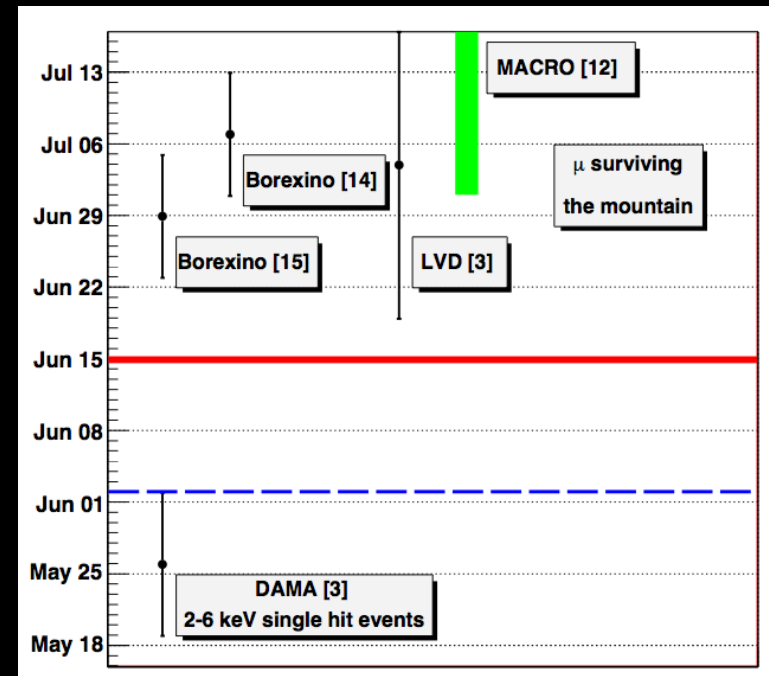 Jul 13
Jul 06
Jun 29
Jun 22
Jun 15
Jun 08
Jun 01
May 25
May 18
MACRO [12]
Borexino [14]
μ surviving
the mountain
Borexino [15]
LVD [3]
DAMA [3]
2-6 keV single hit events